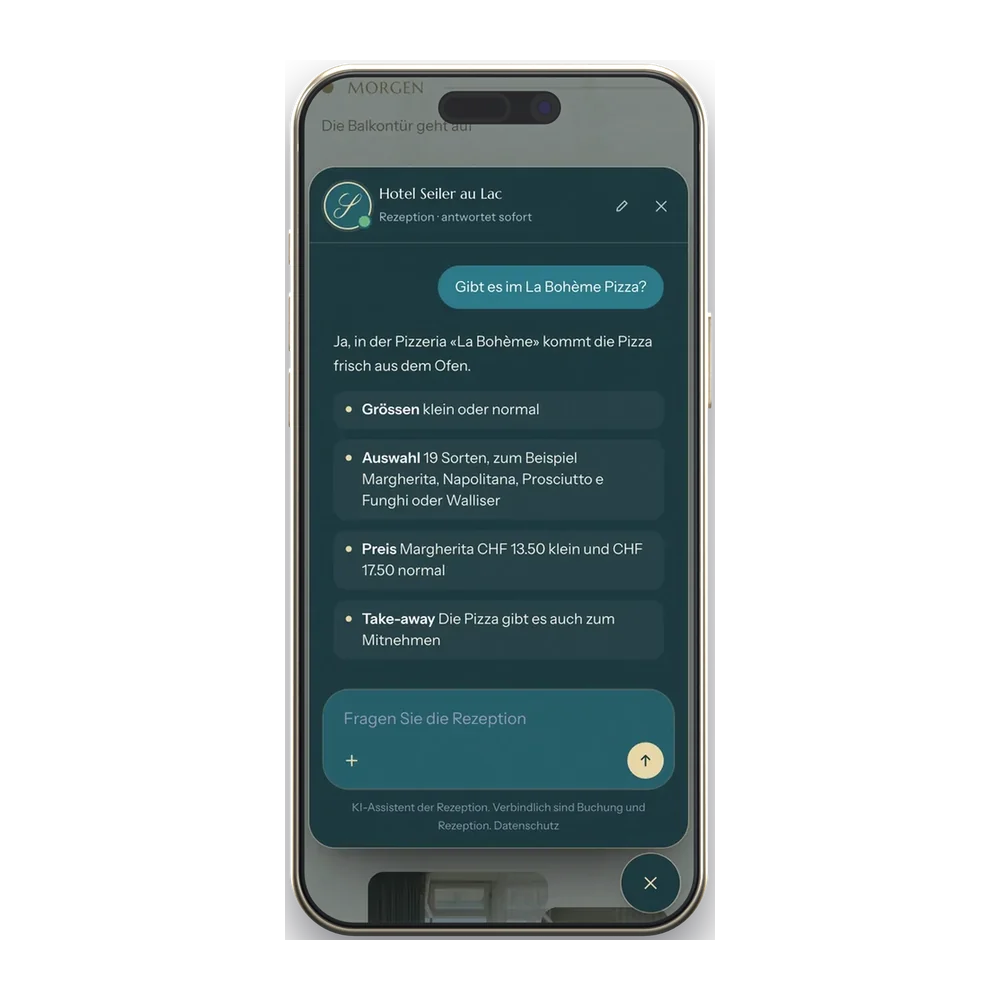 MORGEN
Die Balkontür geht auf
Hotel Seiler au Lac
Rezeption · antwortet sofort
Gibt es im La Bohème Pizza?
Ja, in der Pizzeria «La Bohème» kommt die Pizza
frisch aus dem Ofen.
Grössen klein oder normal
Auswahl 19 Sorten, zum Beispiel
Margherita, Napolitana, Prosciutto e
Funghi oder Walliser
Preis Margherita CHF 13.50 klein und CHF
17.50 normal
Take-away Die Pizza gibt es auch zum
Mitnehmen
Fragen Sie die Rezeption
KI-Assistent der Rezeption. Verbindlich sind Buchung und
Rezeption. Datenschutz